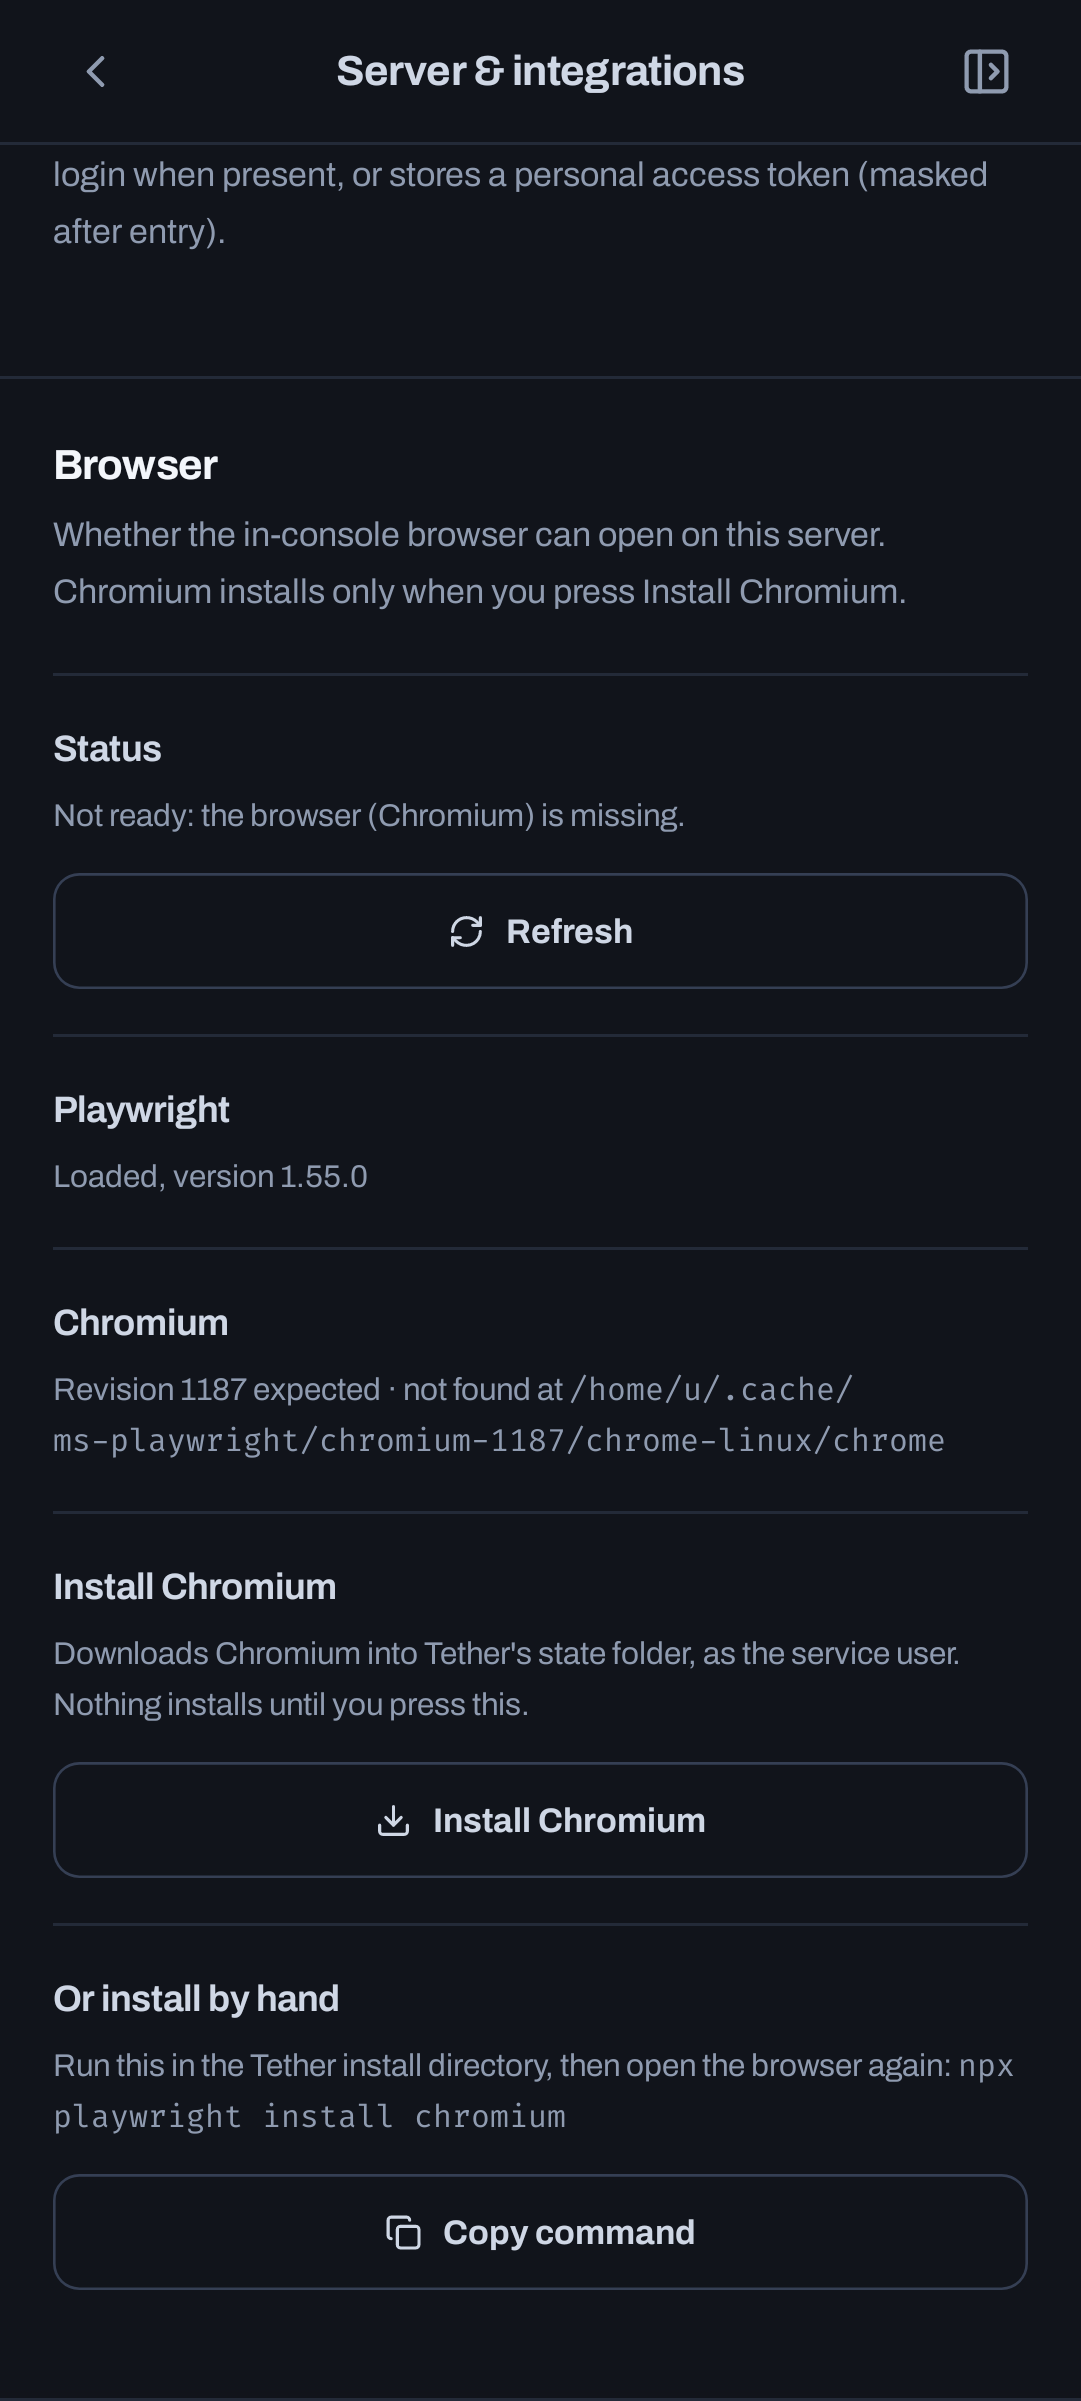 Server & integrations
login when present, or stores a personal access token (masked
after entry).
Browser
Whether the in-console browser can open on this server.
Chromium installs only when you press Install Chromium.
Status
Not ready: the browser (Chromium) is missing.
Refresh
Playwright
Loaded, version 1.55.0
Chromium
Revision 1187 expected · not found at /home/u/.cache/
ms-playwright/chromium-1187/chrome-linux/chrome
Install Chromium
Downloads Chromium into Tether's state folder, as the service user.
Nothing installs until you press this.
Install Chromium
Or install by hand
Run this in the Tether install directory, then open the browser again: npx
playwright install chromium
Copy command